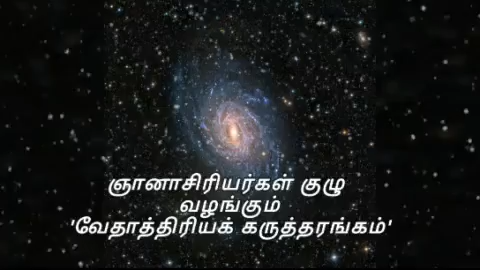 ஞானாசிரியர்கள் குழு
வழங்கும்
'வேதாத்திரியக் கருத்தரங்கம்'